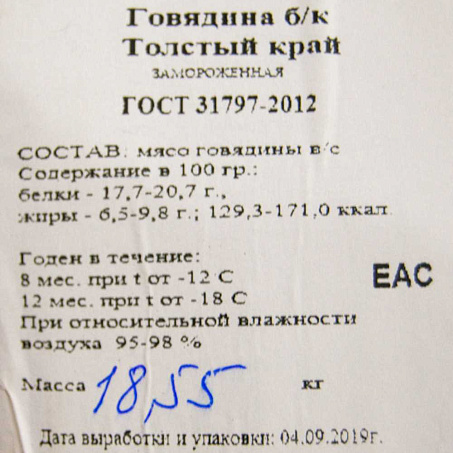 Говядина б/к
Толстый край
ЗАМОРОЖЕННАЯ
ГОСТ 31797-2012
СОСТАВ: мясо говядины в/с
Содержание в 100 гр.:
белки - 17,7-20,7 г.,
жиры - 6,5-9,8 г.; 129,3-171,0 ккал.
Годен в течение:
8 мес. при t от -12 С
EAC
12 мес. при t от -18 С
При относительной влажности
воздуха 95-98 %
Масса 18,55 кг
Дата выработки и упаковки: 04.09.2019г.